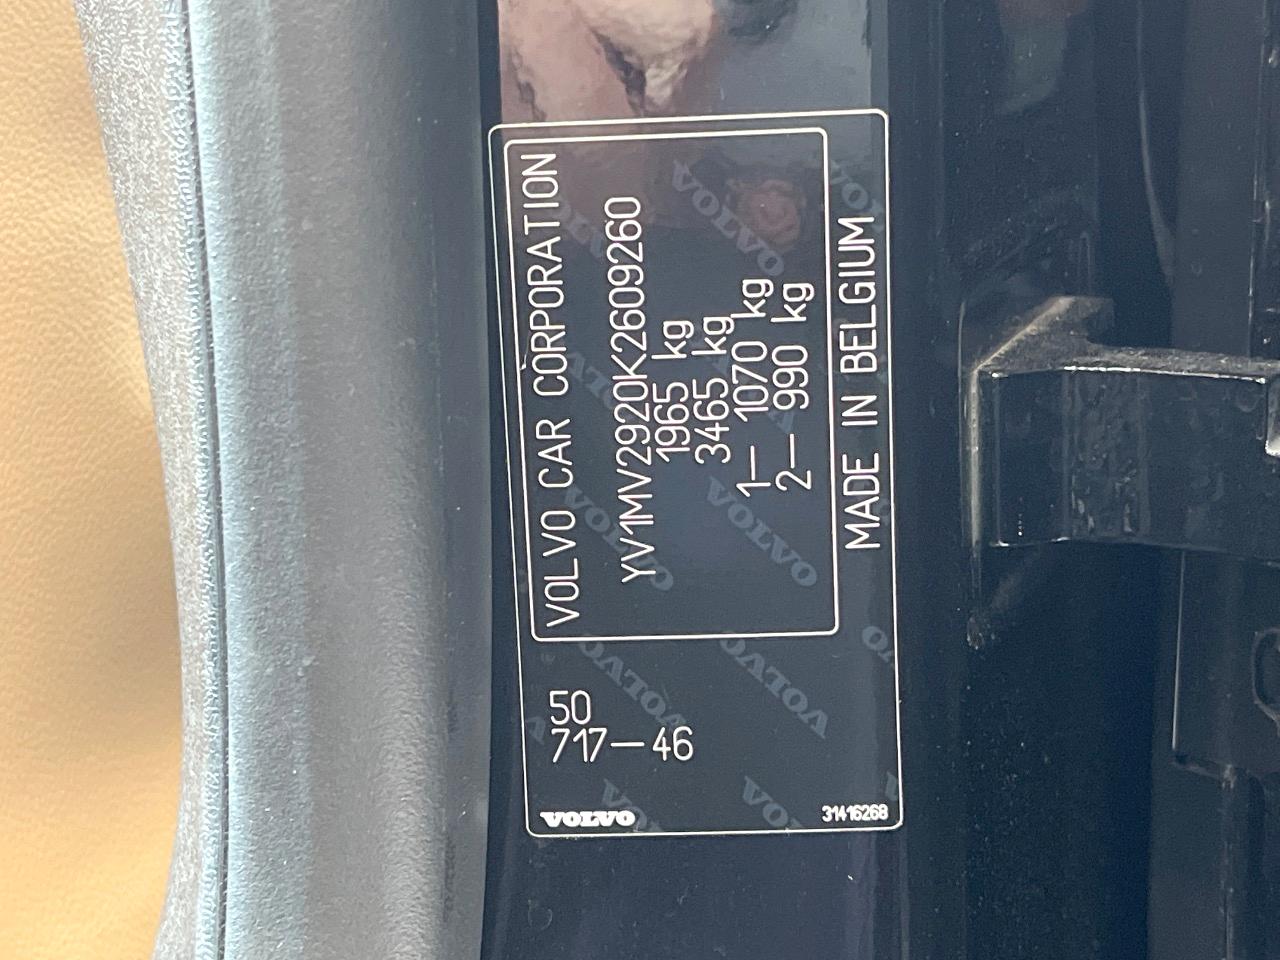 VOLVO CAR CORPORATION
YV1MV2920K2609260
1965 kg
3465 kg
1– 1070 kg
2– 990 kg
MADE IN BELGIUM
50
717–46
VOLVO
31416268